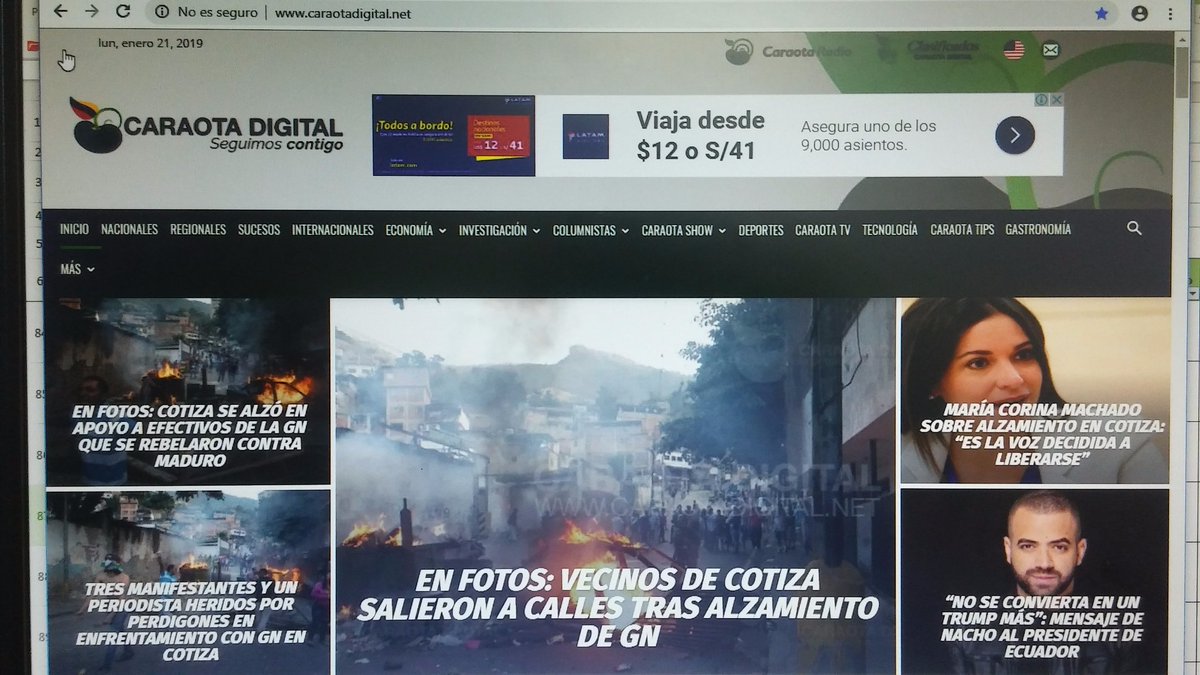 No es seguro | www.caraotadigital.net
lun, enero 21, 2019
Caraota Radio
Clasificados
CARAOTA DIGITAL
CARAOTA DIGITAL
Seguimos contigo
¡Todos a bordo!
LATAM
Destinos
nacionales
US$ 12 o S/ 41
latam.com
LATAM
Viaja desde
$12 o S/41
Asegura uno de los
9,000 asientos.
INICIO NACIONALES REGIONALES SUCESOS INTERNACIONALES ECONOMÍA INVESTIGACIÓN COLUMNISTAS CARAOTA SHOW DEPORTES CARAOTA TV TECNOLOGÍA CARAOTA TIPS GASTRONOMÍA
MÁS
EN FOTOS: COTIZA SE ALZÓ EN
APOYO A EFECTIVOS DE LA GN
QUE SE REBELARON CONTRA
MADURO
TRES MANIFESTANTES Y UN
PERIODISTA HERIDOS POR
PERDIGONES EN
ENFRENTAMIENTO CON GN EN
COTIZA
CARAOTA DIGITAL
WWW.CARAOTADIGITAL.NET
EN FOTOS: VECINOS DE COTIZA
SALIERON A CALLES TRAS ALZAMIENTO
DE GN
MARÍA CORINA MACHADO
SOBRE ALZAMIENTO EN COTIZA:
“ES LA VOZ DECIDIDA A
LIBERARSE”
“NO SE CONVIERTA EN UN
TRUMP MÁS”: MENSAJE DE
NACHO AL PRESIDENTE DE
ECUADOR